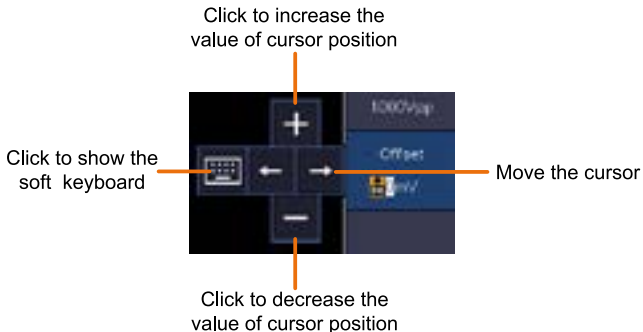 Click to increase the
value of cursor position
+
Offset
Click to show the
soft keyboard
← →
Move the cursor
mV
−
Click to decrease the
value of cursor position